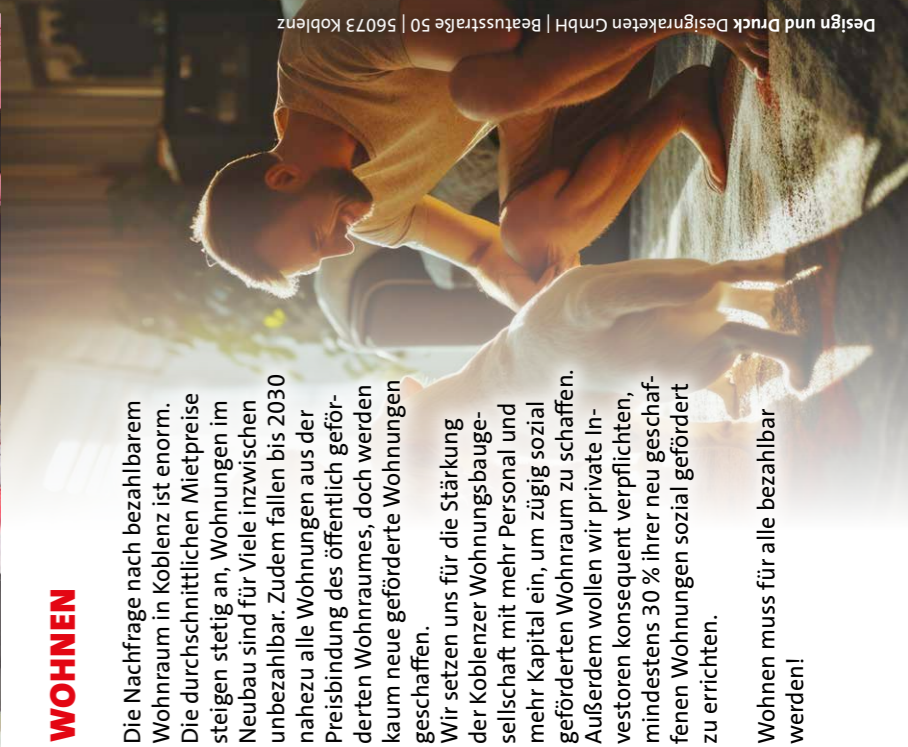 WOHNEN
Die Nachfrage nach bezahlbarem
Wohnraum in Koblenz ist enorm.
Die durchschnittlichen Mietpreise
steigen stetig an, Wohnungen im
Neubau sind für Viele inzwischen
unbezahlbar. Zudem fallen bis 2030
nahezu alle Wohnungen aus der
Preisbindung des öffentlich geför-
derten Wohnraumes, doch werden
kaum neue geförderte Wohnungen
geschaffen.
Wir setzen uns für die Stärkung
der Koblenzer Wohnungsbauge-
sellschaft mit mehr Personal und
mehr Kapital ein, um zügig sozial
geförderten Wohnraum zu schaffen.
Außerdem wollen wir private In-
vestoren konsequent verpflichten,
mindestens 30 % ihrer neu geschaf-
fenen Wohnungen sozial gefördert
zu errichten.
Wohnen muss für alle bezahlbar
werden!
Design und Druck Designraketen GmbH | Beatusstraße 50 | 56073 Koblenz